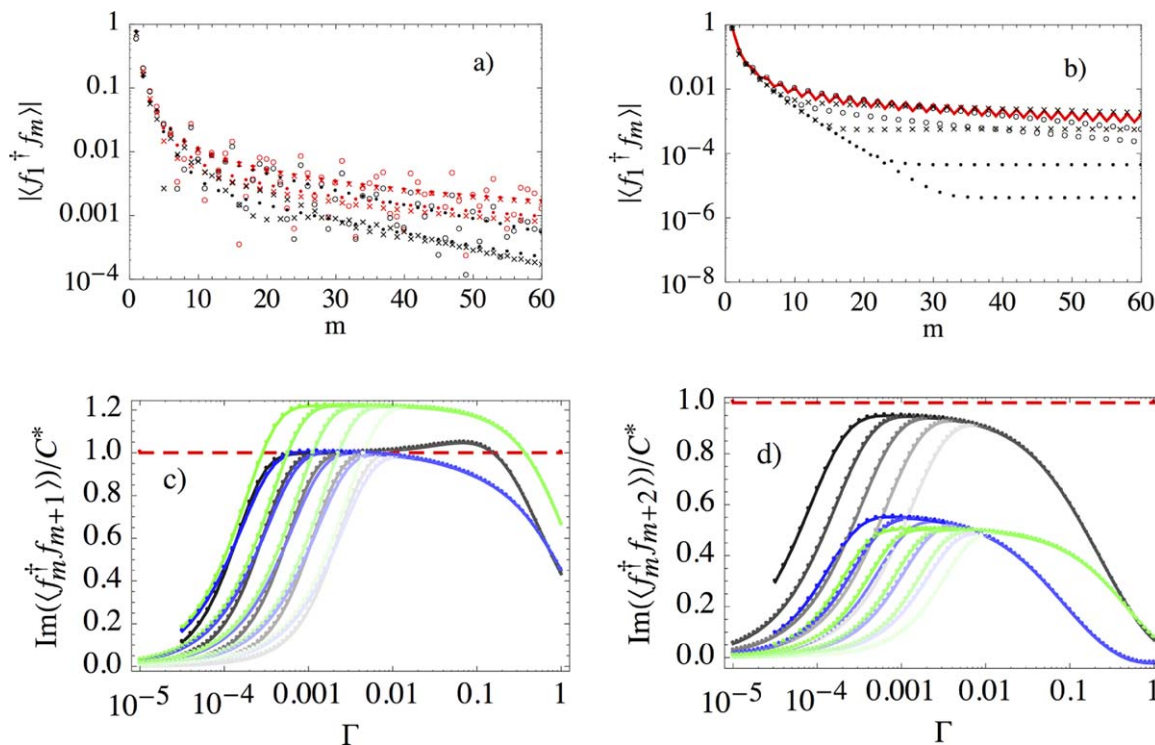 1
0.1
0.01
0.001
10⁻⁴
|⟨f₁† fₘ⟩|
a)
0 10 20 30 40 50 60
m
1
0.01
10⁻⁴
10⁻⁶
10⁻⁸
|⟨f₁† fₘ⟩|
b)
0 10 20 30 40 50 60
m
1.2
1.0
0.8
0.6
0.4
0.2
0.0
Im(⟨fₘ† fₘ₊₁⟩)/C*
c)
10⁻⁵ 10⁻⁴ 0.001 0.01 0.1 1
Γ
1.0
0.8
0.6
0.4
0.2
0.0
Im(⟨fₘ† fₘ₊₂⟩)/C*
d)
10⁻⁵ 10⁻⁴ 0.001 0.01 0.1 1
Γ